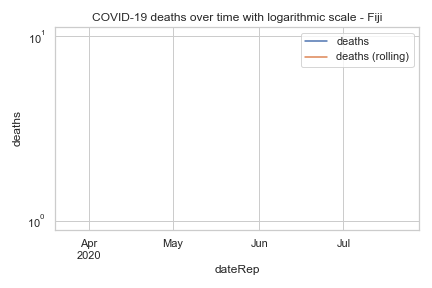 COVID-19 deaths over time with logarithmic scale - Fiji
10¹
deaths
deaths (rolling)
deaths
10⁰
Apr
2020
May
Jun
Jul
dateRep